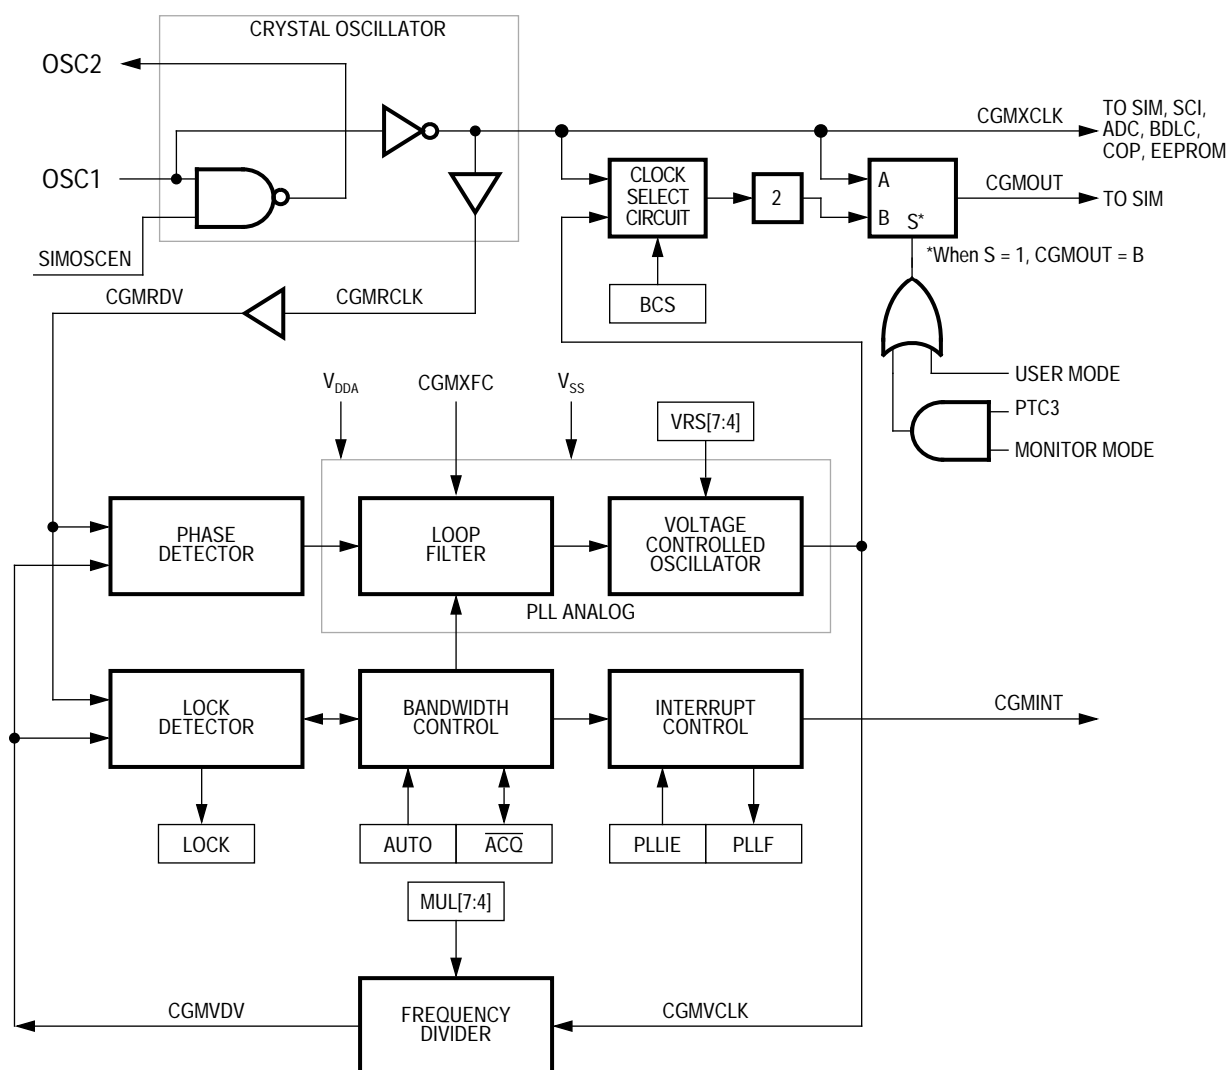 CRYSTAL OSCILLATOR
OSC2
OSC1
SIMOSCEN
CGMXCLK
TO SIM, SCI,
ADC, BDLC,
COP, EEPROM
CLOCK
SELECT
CIRCUIT
2
A
B
S*
CGMOUT
TO SIM
*When S = 1, CGMOUT = B
BCS
CGMRDV
CGMRCLK
USER MODE
PTC3
MONITOR MODE
VDDA
CGMXFC
VSS
VRS[7:4]
PHASE
DETECTOR
LOOP
FILTER
VOLTAGE
CONTROLLED
OSCILLATOR
PLL ANALOG
LOCK
DETECTOR
BANDWIDTH
CONTROL
INTERRUPT
CONTROL
CGMINT
LOCK
AUTO
A̅C̅Q̅
PLLIE
PLLF
MUL[7:4]
CGMVDV
FREQUENCY
DIVIDER
CGMVCLK